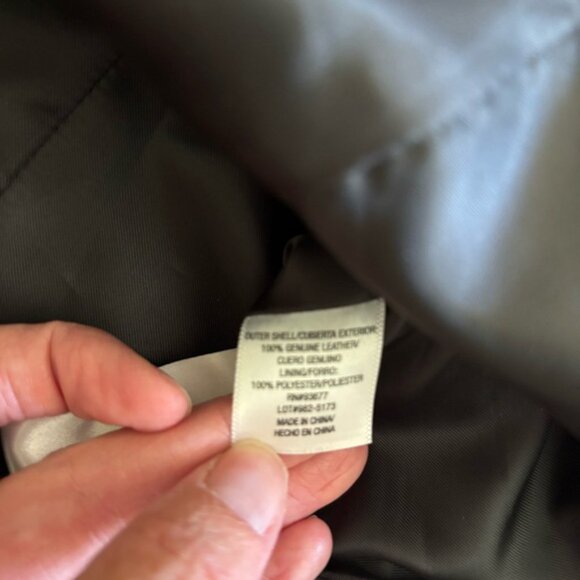 OUTER SHELL/CUBIERTA EXTERIOR:
100% GENUINE LEATHER/
CUERO GENUINO
LINING/FORRO:
100% POLYESTER/POLIESTER
RN#93677
LOT#982-5173
MADE IN CHINA/
HECHO EN CHINA